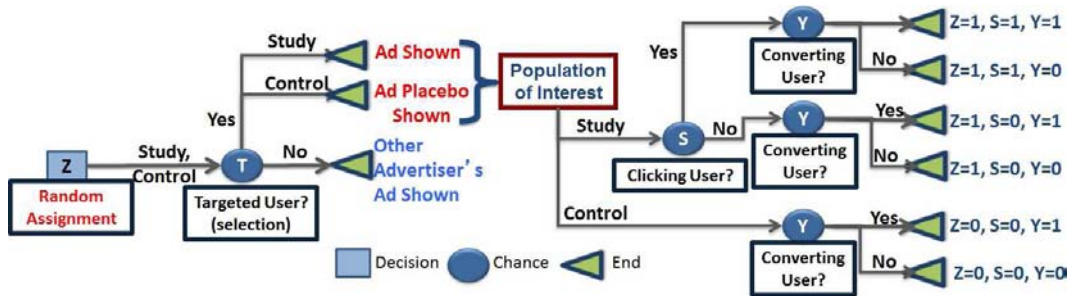 Z
Random
Assignment
Study,
Control
T
Targeted User?
(selection)
Yes
Study
Control
No
Ad Shown
Ad Placebo
Shown
Other
Advertiser's
Ad Shown
Population
of Interest
Study
Control
S
Clicking User?
Yes
No
Y
Converting
User?
No
Z=1, S=1, Y=1
Z=1, S=1, Y=0
Y
Converting
User?
Yes
No
Z=1, S=0, Y=1
Z=1, S=0, Y=0
Y
Converting
User?
Yes
No
Z=0, S=0, Y=1
Z=0, S=0, Y=0
Decision
Chance
End